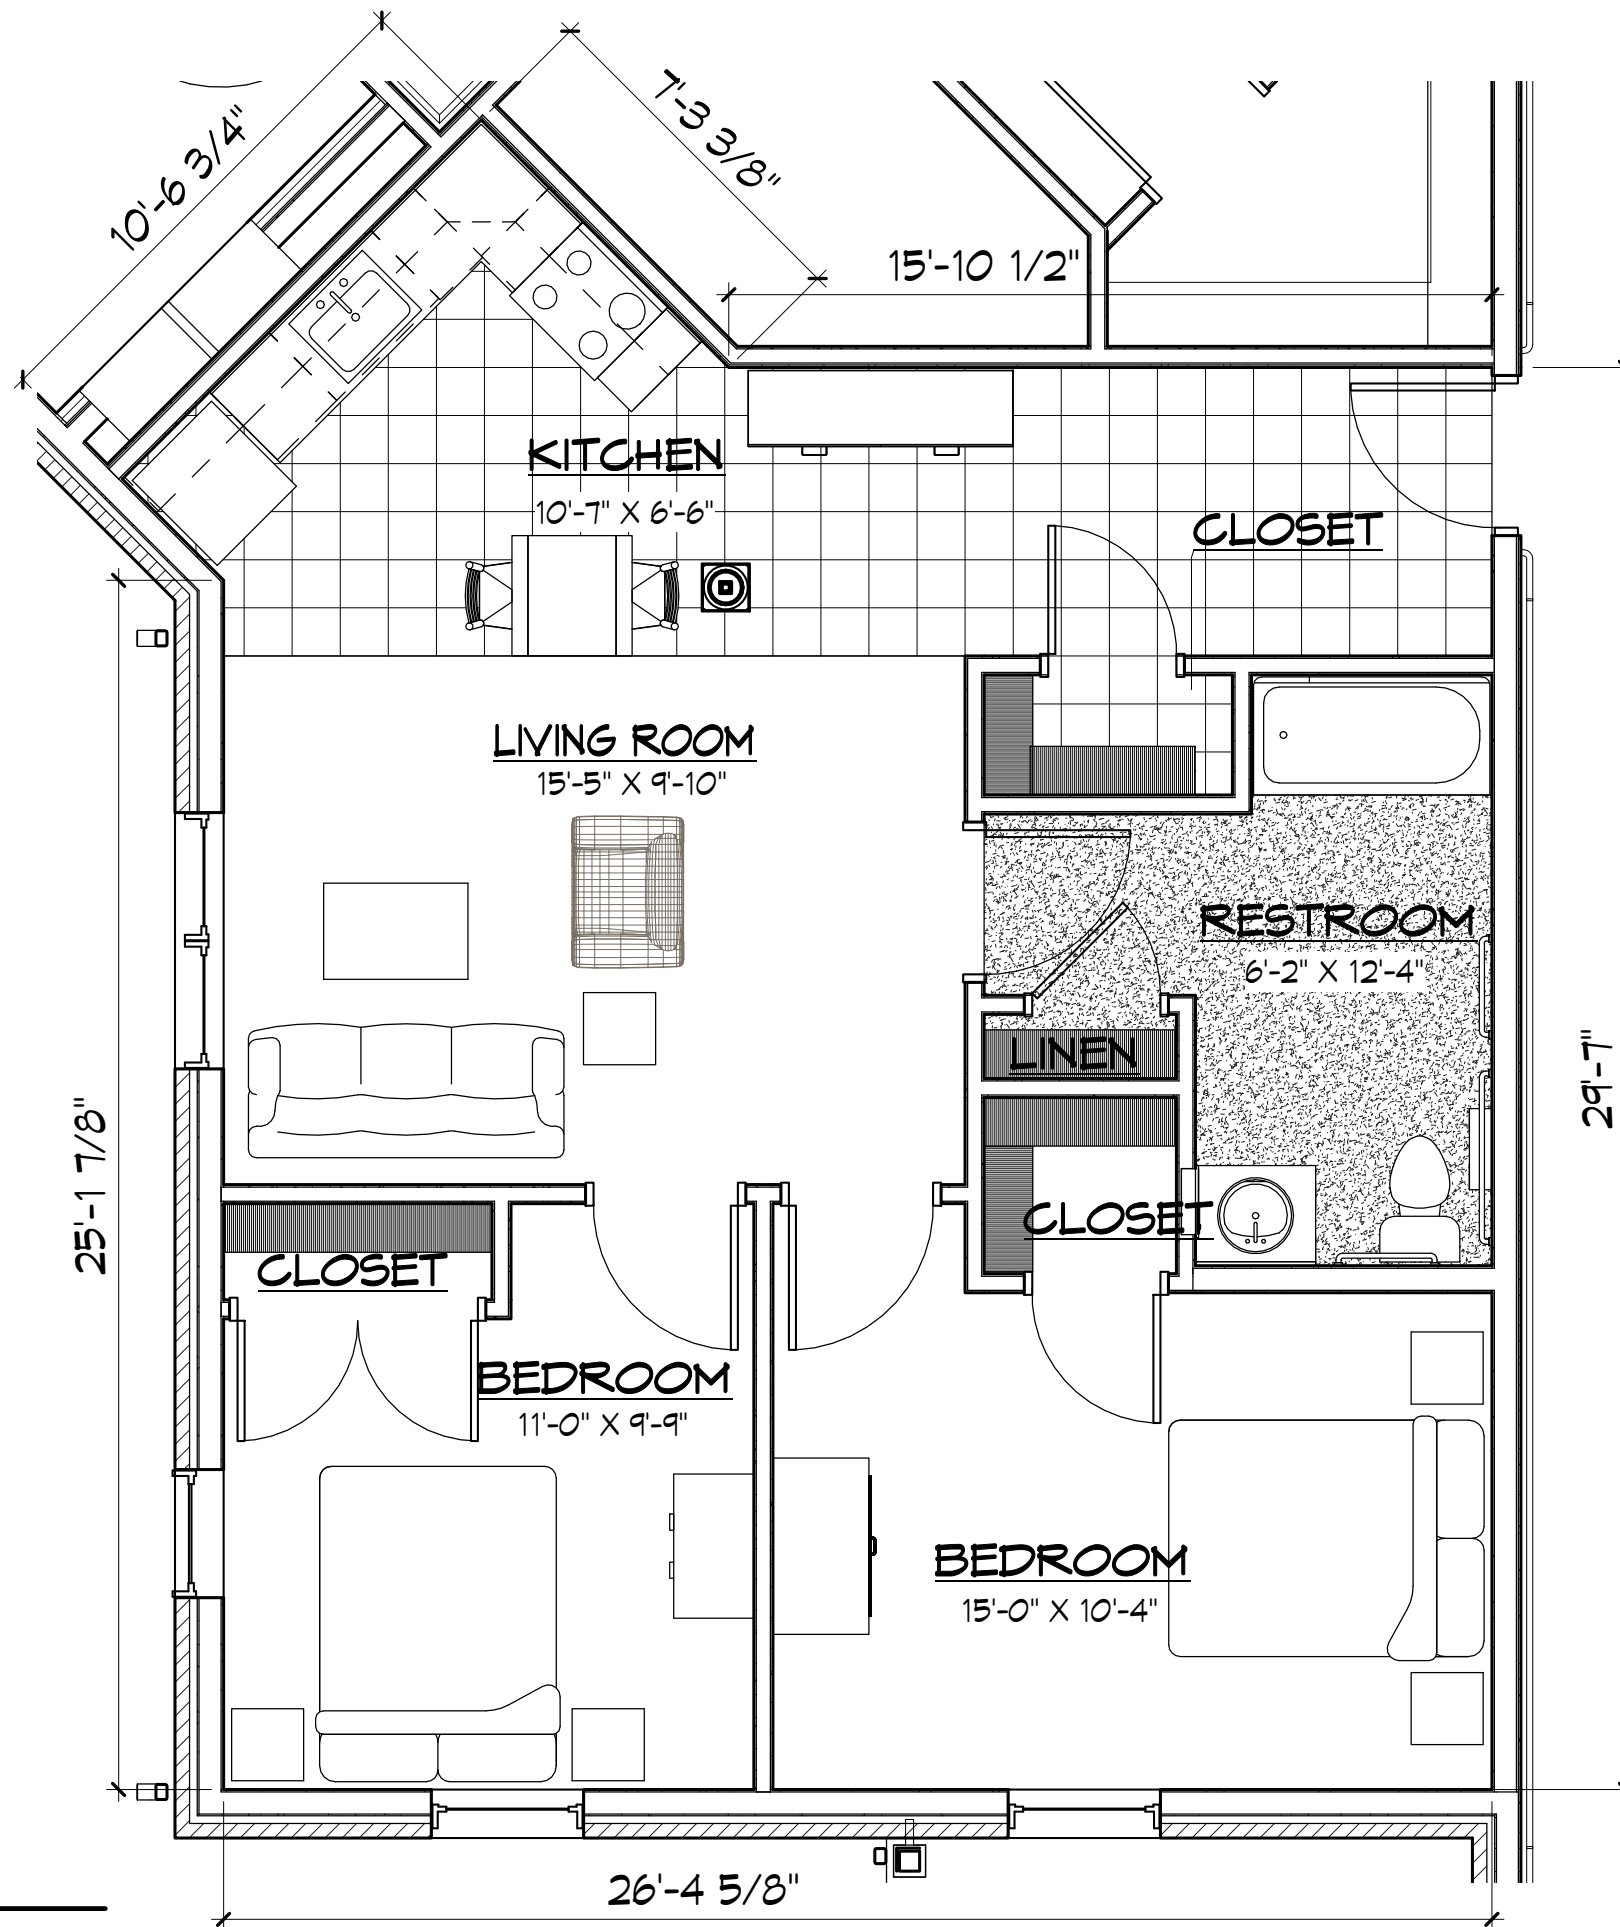 10'-6 3/4"
7'-3 3/8"
15'-10 1/2"
KITCHEN
10'-7" X 6'-6"
CLOSET
LIVING ROOM
15'-5" X 9'-10"
RESTROOM
6'-2" X 12'-4"
LINEN
29'-7"
25'-1 7/8"
CLOSET
CLOSET
BEDROOM
11'-0" X 9'-9"
BEDROOM
15'-0" X 10'-4"
26'-4 5/8"